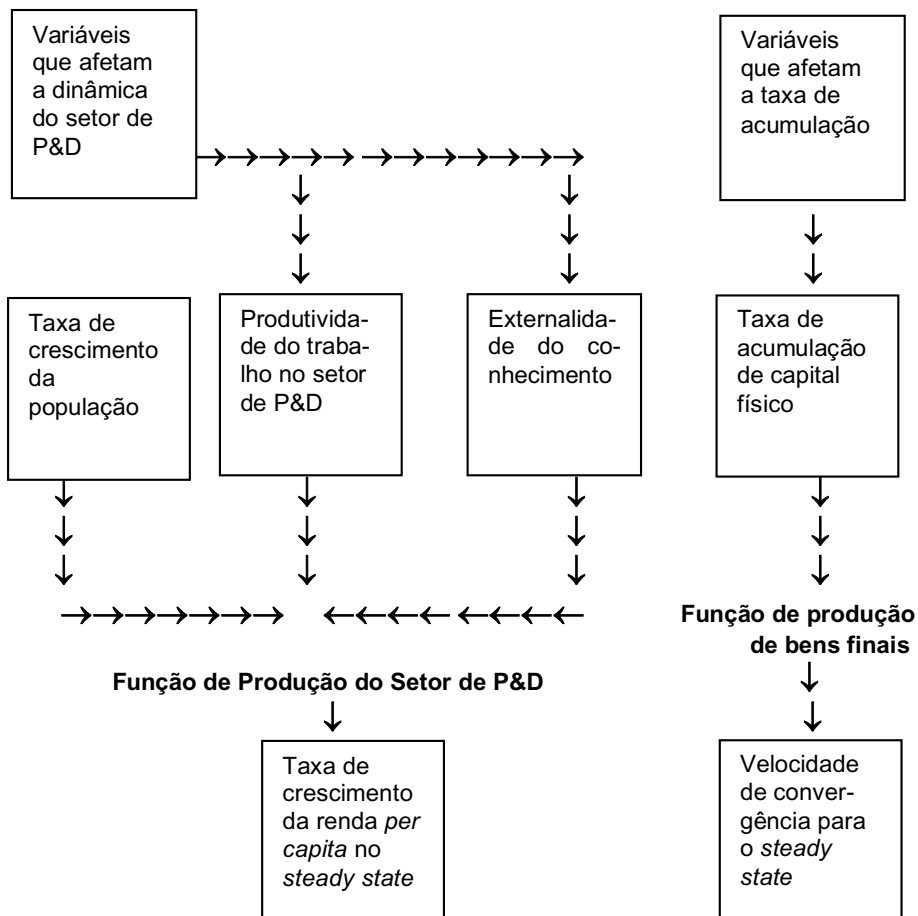 Variáveis
que afetam
a dinâmica
do setor de
P&D
Variáveis
que afetam
a taxa de
acumulação
Taxa de
crescimento
da
população
Produtivida-
de do traba-
lho no setor
de P&D
Externalida-
de do co-
nhecimento
Taxa de
acumulação
de capital
físico
Função de produção
de bens finais
Função de Produção do Setor de P&D
Taxa de
crescimento
da renda per
capita no
steady state
Velocidade
de conver-
gência para
o steady
state